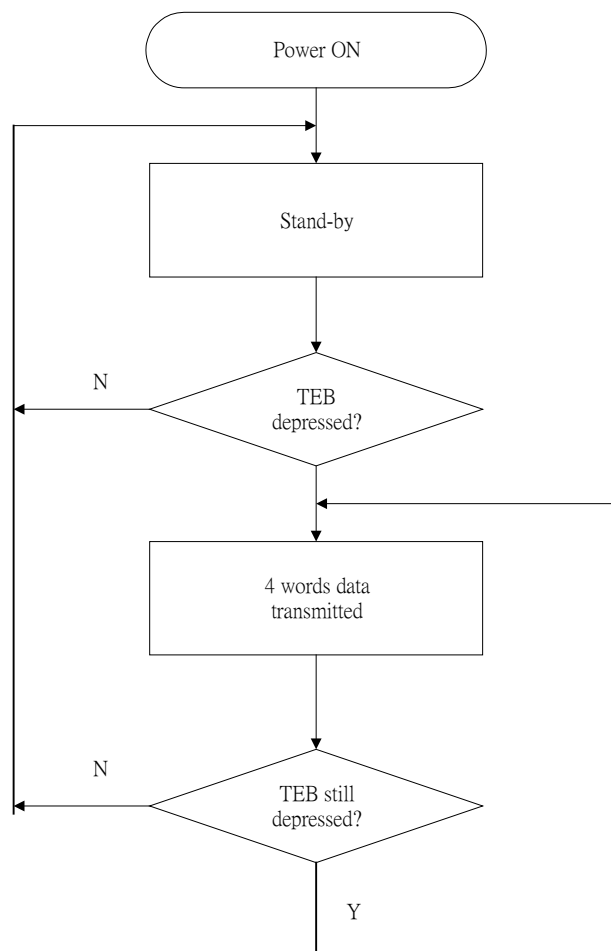 Power ON
Stand-by
N
TEB
depressed?
4 words data
transmitted
N
TEB still
depressed?
Y